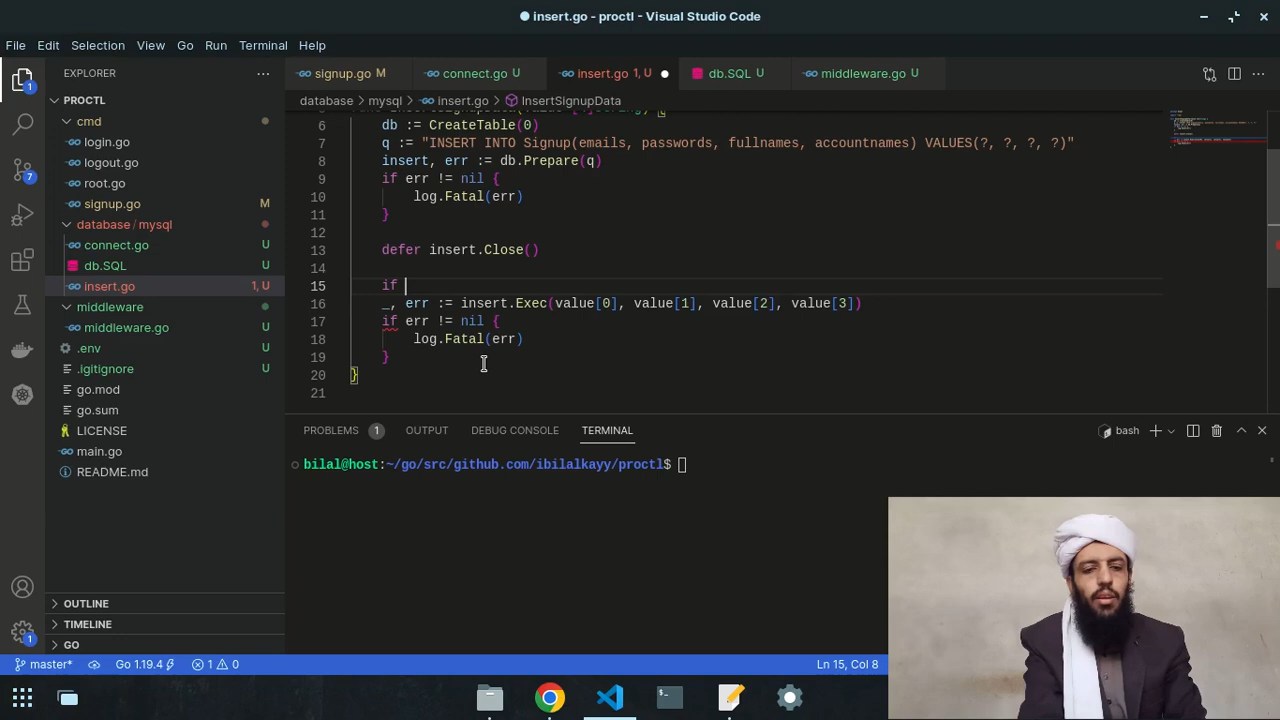 insert.go - proctl - Visual Studio Code
File Edit Selection View Go Run Terminal Help
EXPLORER
signup.go M
connect.go U
insert.go 1, U
db.SQL U
middleware.go U
PROCTL
database > mysql > insert.go > InsertSignupData
cmd
login.go
logout.go
root.go
signup.go M
database / mysql
connect.go U
db.SQL U
insert.go 1, U
middleware
middleware.go U
.env U
.igitignore U
go.mod
go.sum
LICENSE
main.go
README.md
OUTLINE
TIMELINE
GO
6 db := CreateTable(0)
7 q := "INSERT INTO Signup(emails, passwords, fullnames, accountnames) VALUES(?, ?, ?, ?)"
8 insert, err := db.Prepare(q)
9 if err != nil {
10 log.Fatal(err)
11 }
12
13 defer insert.Close()
14
15 if
16 _, err := insert.Exec(value[0], value[1], value[2], value[3])
17 if err != nil {
18 log.Fatal(err)
19 }
20 }
21
PROBLEMS 1 OUTPUT DEBUG CONSOLE TERMINAL
bash
bilal@host:~/go/src/github.com/ibilalkayy/proctl$
master* Go 1.19.4 1 0
Ln 15, Col 8
1
7
1